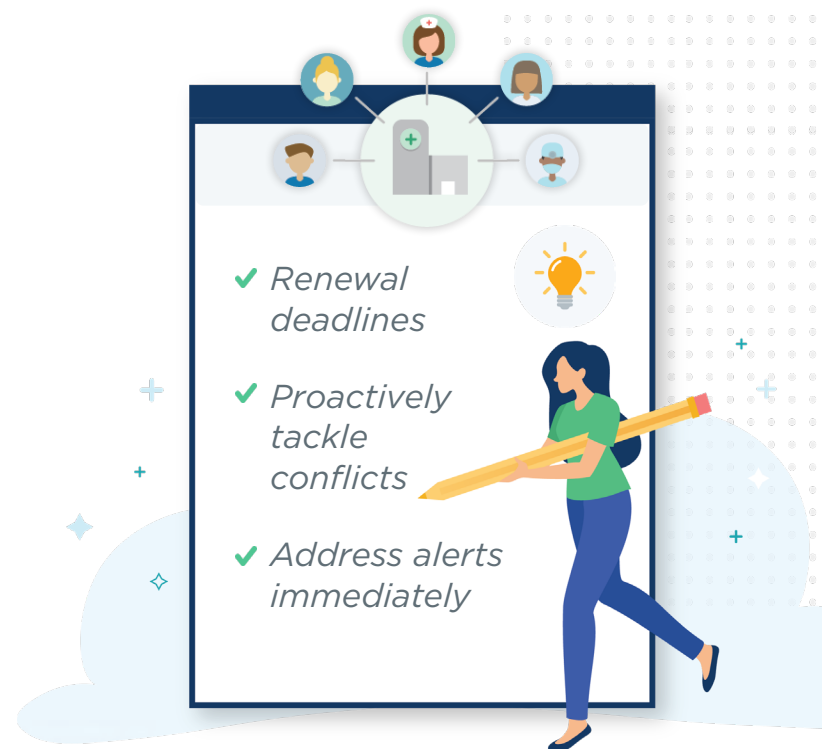 Renewal
deadlines
Proactively
tackle
conflicts
Address alerts
immediately